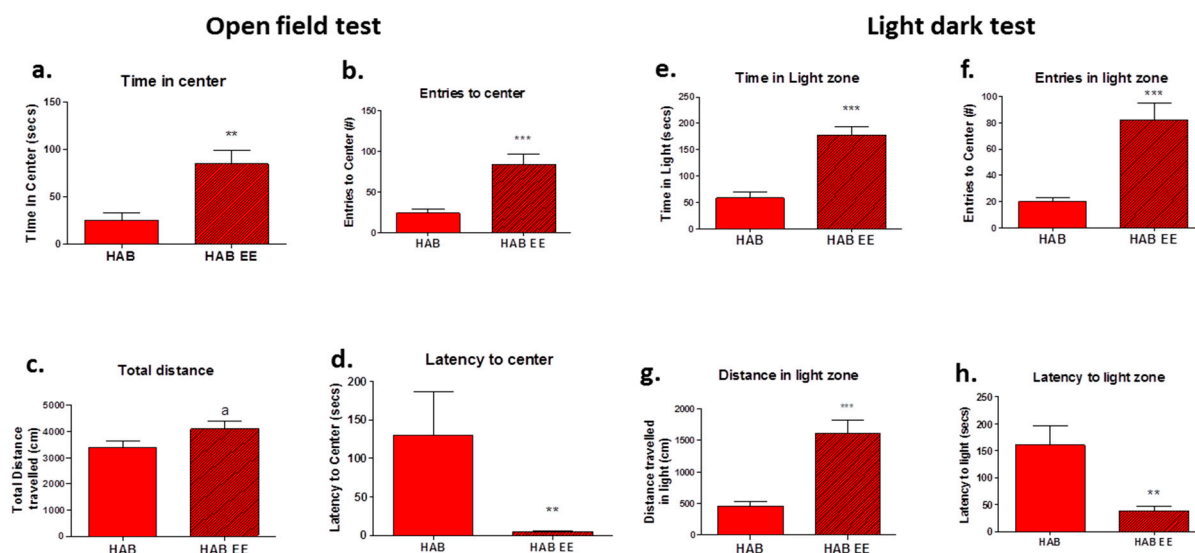 Open field test
Light dark test
a.
Time in center
Time in Center (secs)
150
100
50
0
**
HAB
HAB EE
b.
Entries to center
Entries to Center (#)
150
100
50
0
***
HAB
HAB EE
e.
Time in Light zone
Time in Light (secs)
250
200
150
100
50
0
***
HAB
HAB EE
f.
Entries in light zone
Entries to Center (#)
100
80
60
40
20
0
***
HAB
HAB EE
c.
Total distance
Total Distance
travelled (cm)
5000
4000
3000
2000
1000
0
a
HAB
HAB EE
d.
Latency to center
Latency to Center (secs)
200
150
100
50
0
**
HAB
HAB EE
g.
Distance in light zone
Distance travelled
in light (cm)
2000
1500
1000
500
0
***
HAB
HAB EE
h.
Latency to light zone
Latency to light (secs)
250
200
150
100
50
0
**
HAB
HAB EE